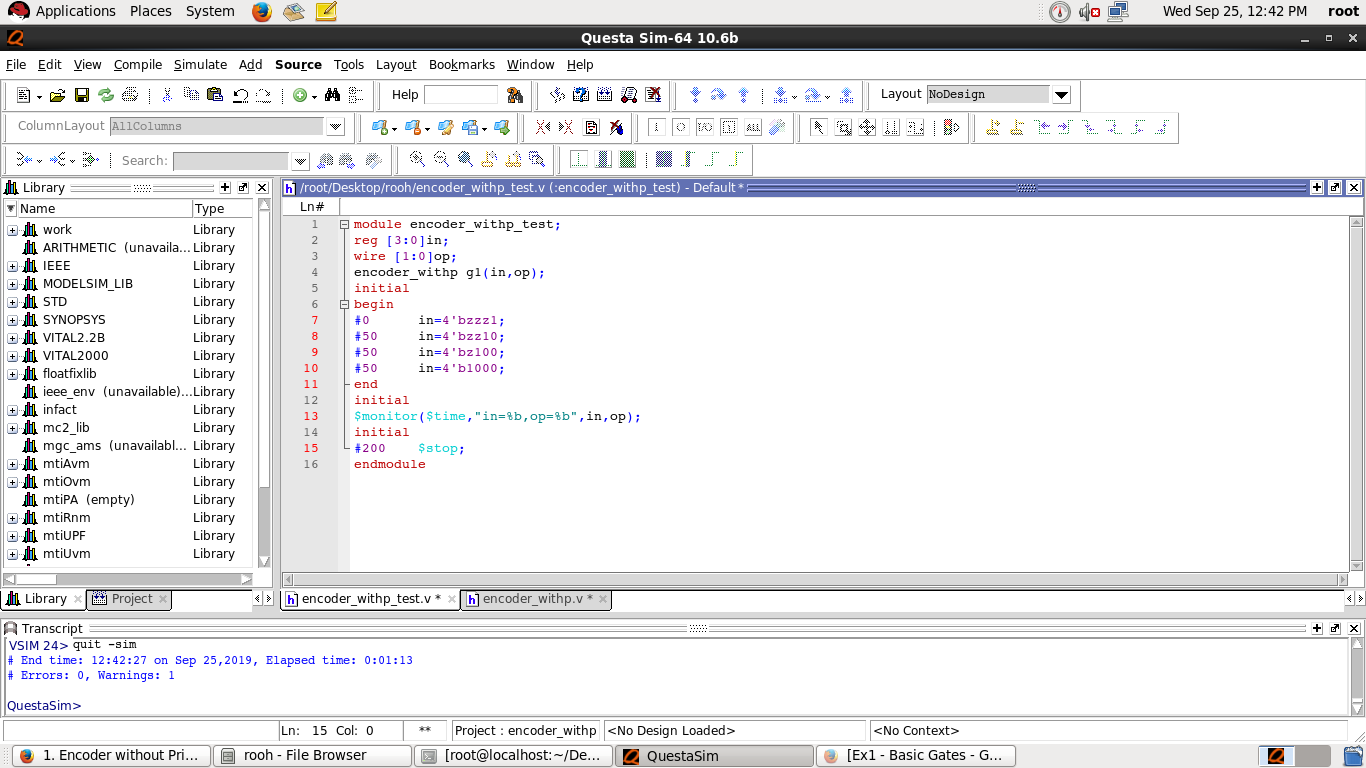 Applications Places System Wed Sep 25, 12:42 PM root
Questa Sim-64 10.6b
File Edit View Compile Simulate Add Source Tools Layout Bookmarks Window Help
Help Layout NoDesign
ColumnLayout AllColumns
Search:
Library
Name Type
work Library
ARITHMETIC (unavaila... Library
IEEE Library
MODELSIM_LIB Library
STD Library
SYNOPSYS Library
VITAL2.2B Library
VITAL2000 Library
floatfixlib Library
ieee_env (unavailable)... Library
infact Library
mc2_lib Library
mgc_ams (unavailabl... Library
mtiAvm Library
mtiOvm Library
mtiPA (empty) Library
mtiRnm Library
mtiUPF Library
mtiUvm Library
Library Project
/root/Desktop/rooh/encoder_withp_test.v (:encoder_withp_test) - Default *
Ln#
1 module encoder_withp_test;
2 reg [3:0]in;
3 wire [1:0]op;
4 encoder_withp g1(in,op);
5 initial
6 begin
7 #0 in=4'bzzz1;
8 #50 in=4'bzz10;
9 #50 in=4'bz100;
10 #50 in=4'b1000;
11 end
12 initial
13 $monitor($time,"in=%b,op=%b",in,op);
14 initial
15 #200 $stop;
16 endmodule
encoder_withp_test.v * encoder_withp.v *
Transcript
VSIM 24> quit -sim
# End time: 12:42:27 on Sep 25,2019, Elapsed time: 0:01:13
# Errors: 0, Warnings: 1
QuestaSim>
Ln: 15 Col: 0 ** Project : encoder_withp <No Design Loaded> <No Context>
1. Encoder without Pri... rooh - File Browser [root@localhost:~/De... QuestaSim [Ex1 - Basic Gates - G...